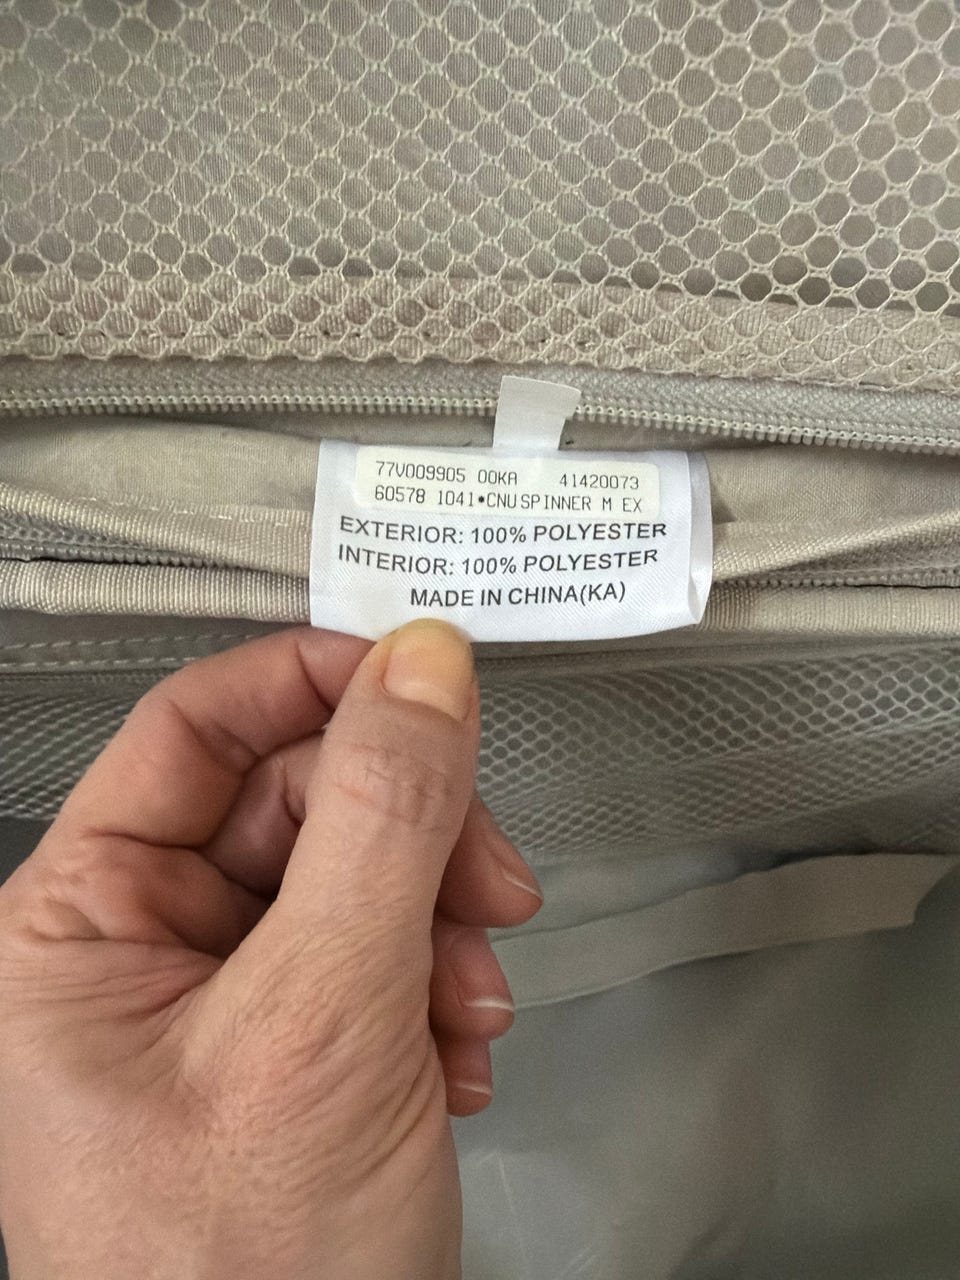 77V009905 00KA 41420073
60578 1041•CNU SPINNER M EX
EXTERIOR: 100% POLYESTER
INTERIOR: 100% POLYESTER
MADE IN CHINA(KA)